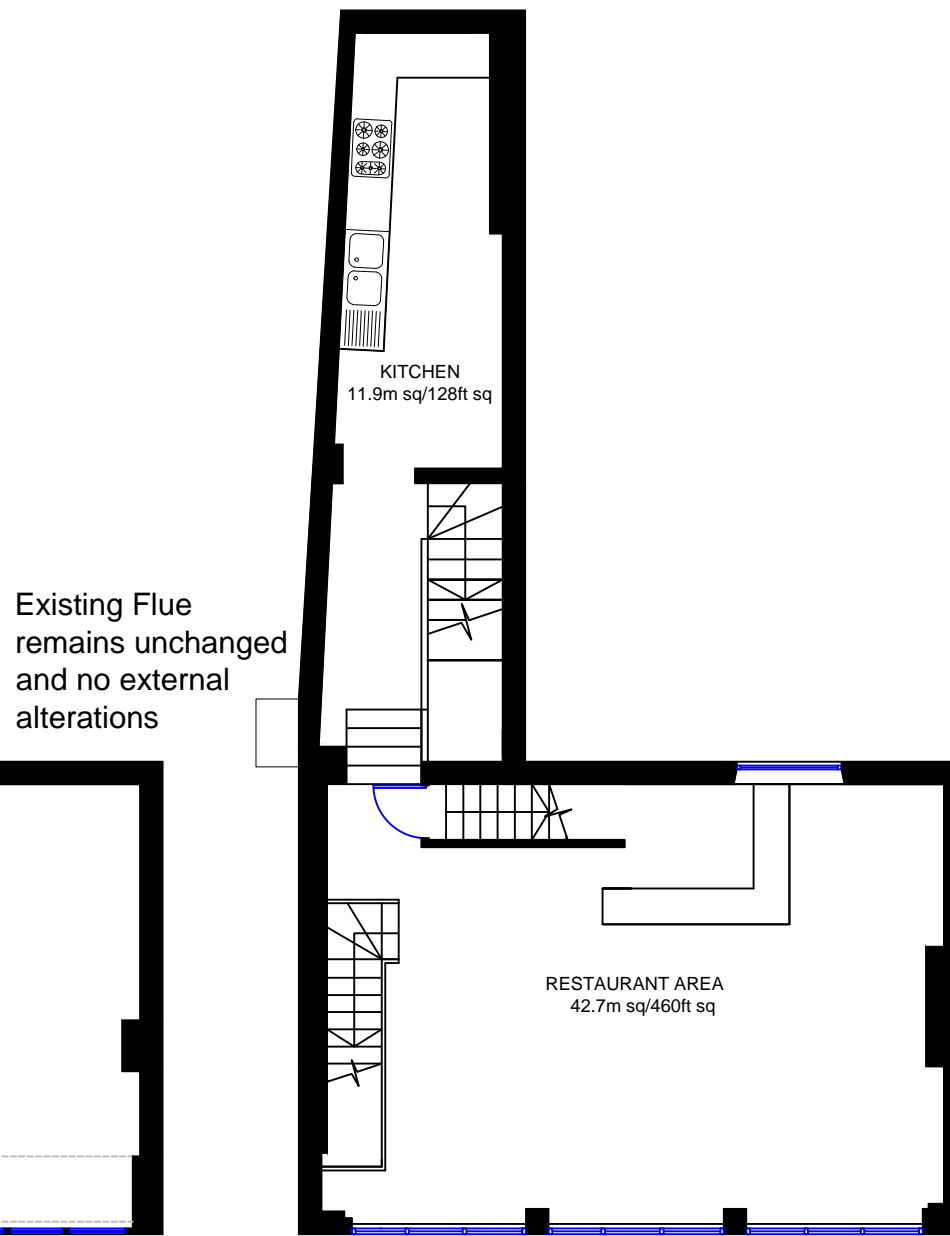 KITCHEN
11.9m sq/128ft sq
Existing Flue
remains unchanged
and no external
alterations
RESTAURANT AREA
42.7m sq/460ft sq